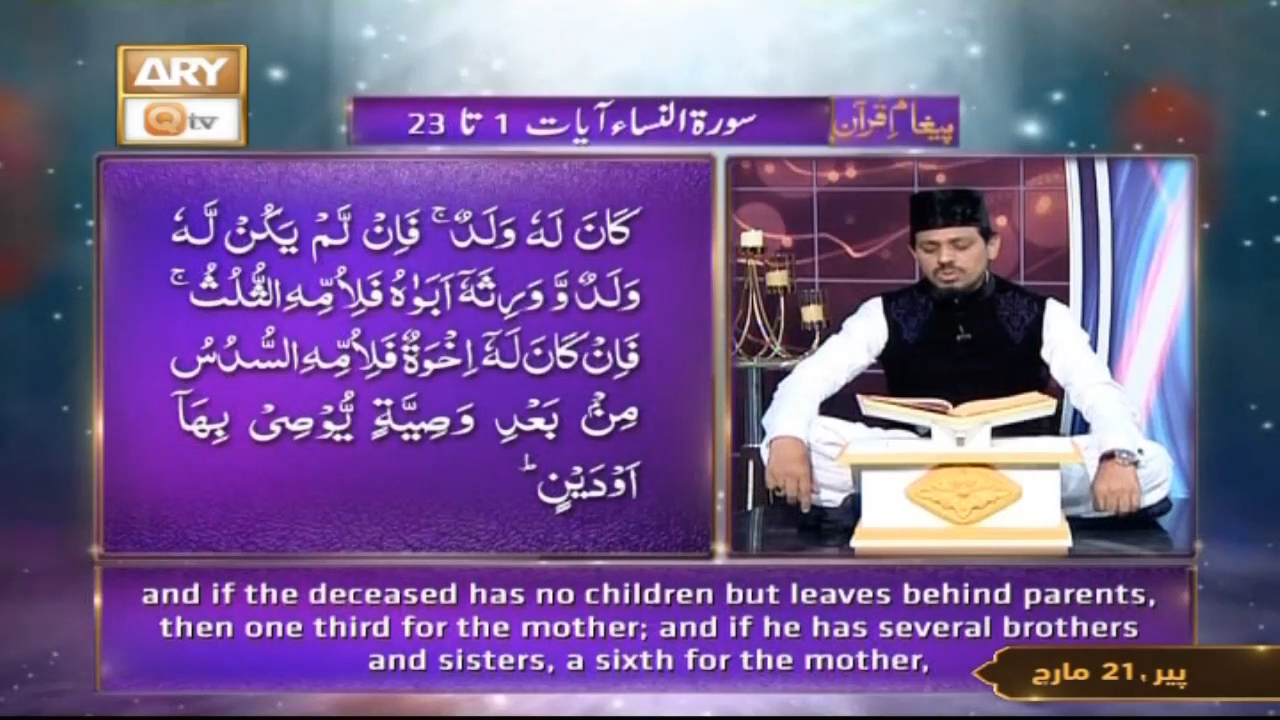 ARY
Qtv
پیغامِ قرآن
سورۃ النساء آیات 1 تا 23
كَانَ لَهٗ وَلَدٌ ۚ فَاِنْ لَّمْ يَكُنْ لَّهٗ
وَلَدٌ وَّ وَرِثَهٗۤ اَبَوٰهُ فَلِاُمِّهِ الثُّلُثُ ۚ
فَاِنْ كَانَ لَهٗۤ اِخْوَةٌ فَلِاُمِّهِ السُّدُسُ
مِنْۢ بَعْدِ وَصِيَّةٍ يُّوْصِیْ بِهَاۤ
اَوْ دَيْنٍ ؕ
and if the deceased has no children but leaves behind parents,
then one third for the mother; and if he has several brothers
and sisters, a sixth for the mother,
پیر، 21 مارچ